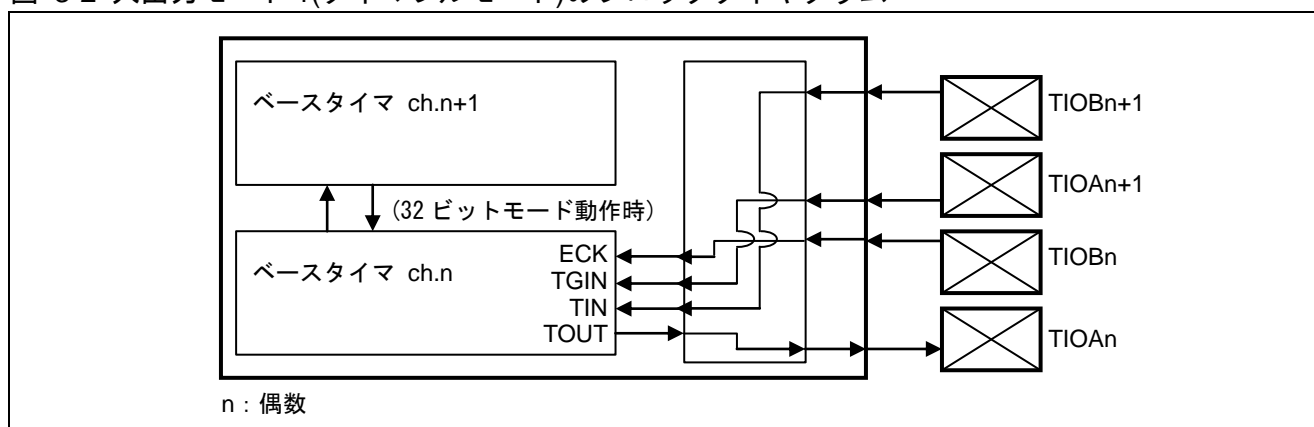 ベースタイマ ch.n+1
TIOBn+1
TIOAn+1
(32 ビットモード動作時)
ベースタイマ ch.n
ECK
TGIN
TIN
TOUT
TIOBn
TIOAn
n：偶数